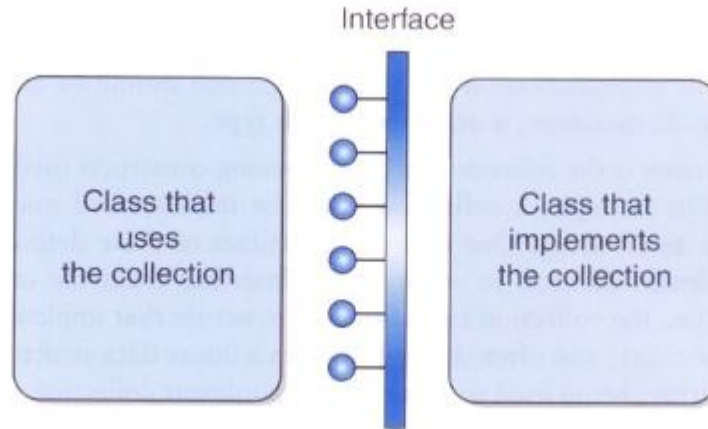 Interface
Class that
uses
the collection
Class that
implements
the collection